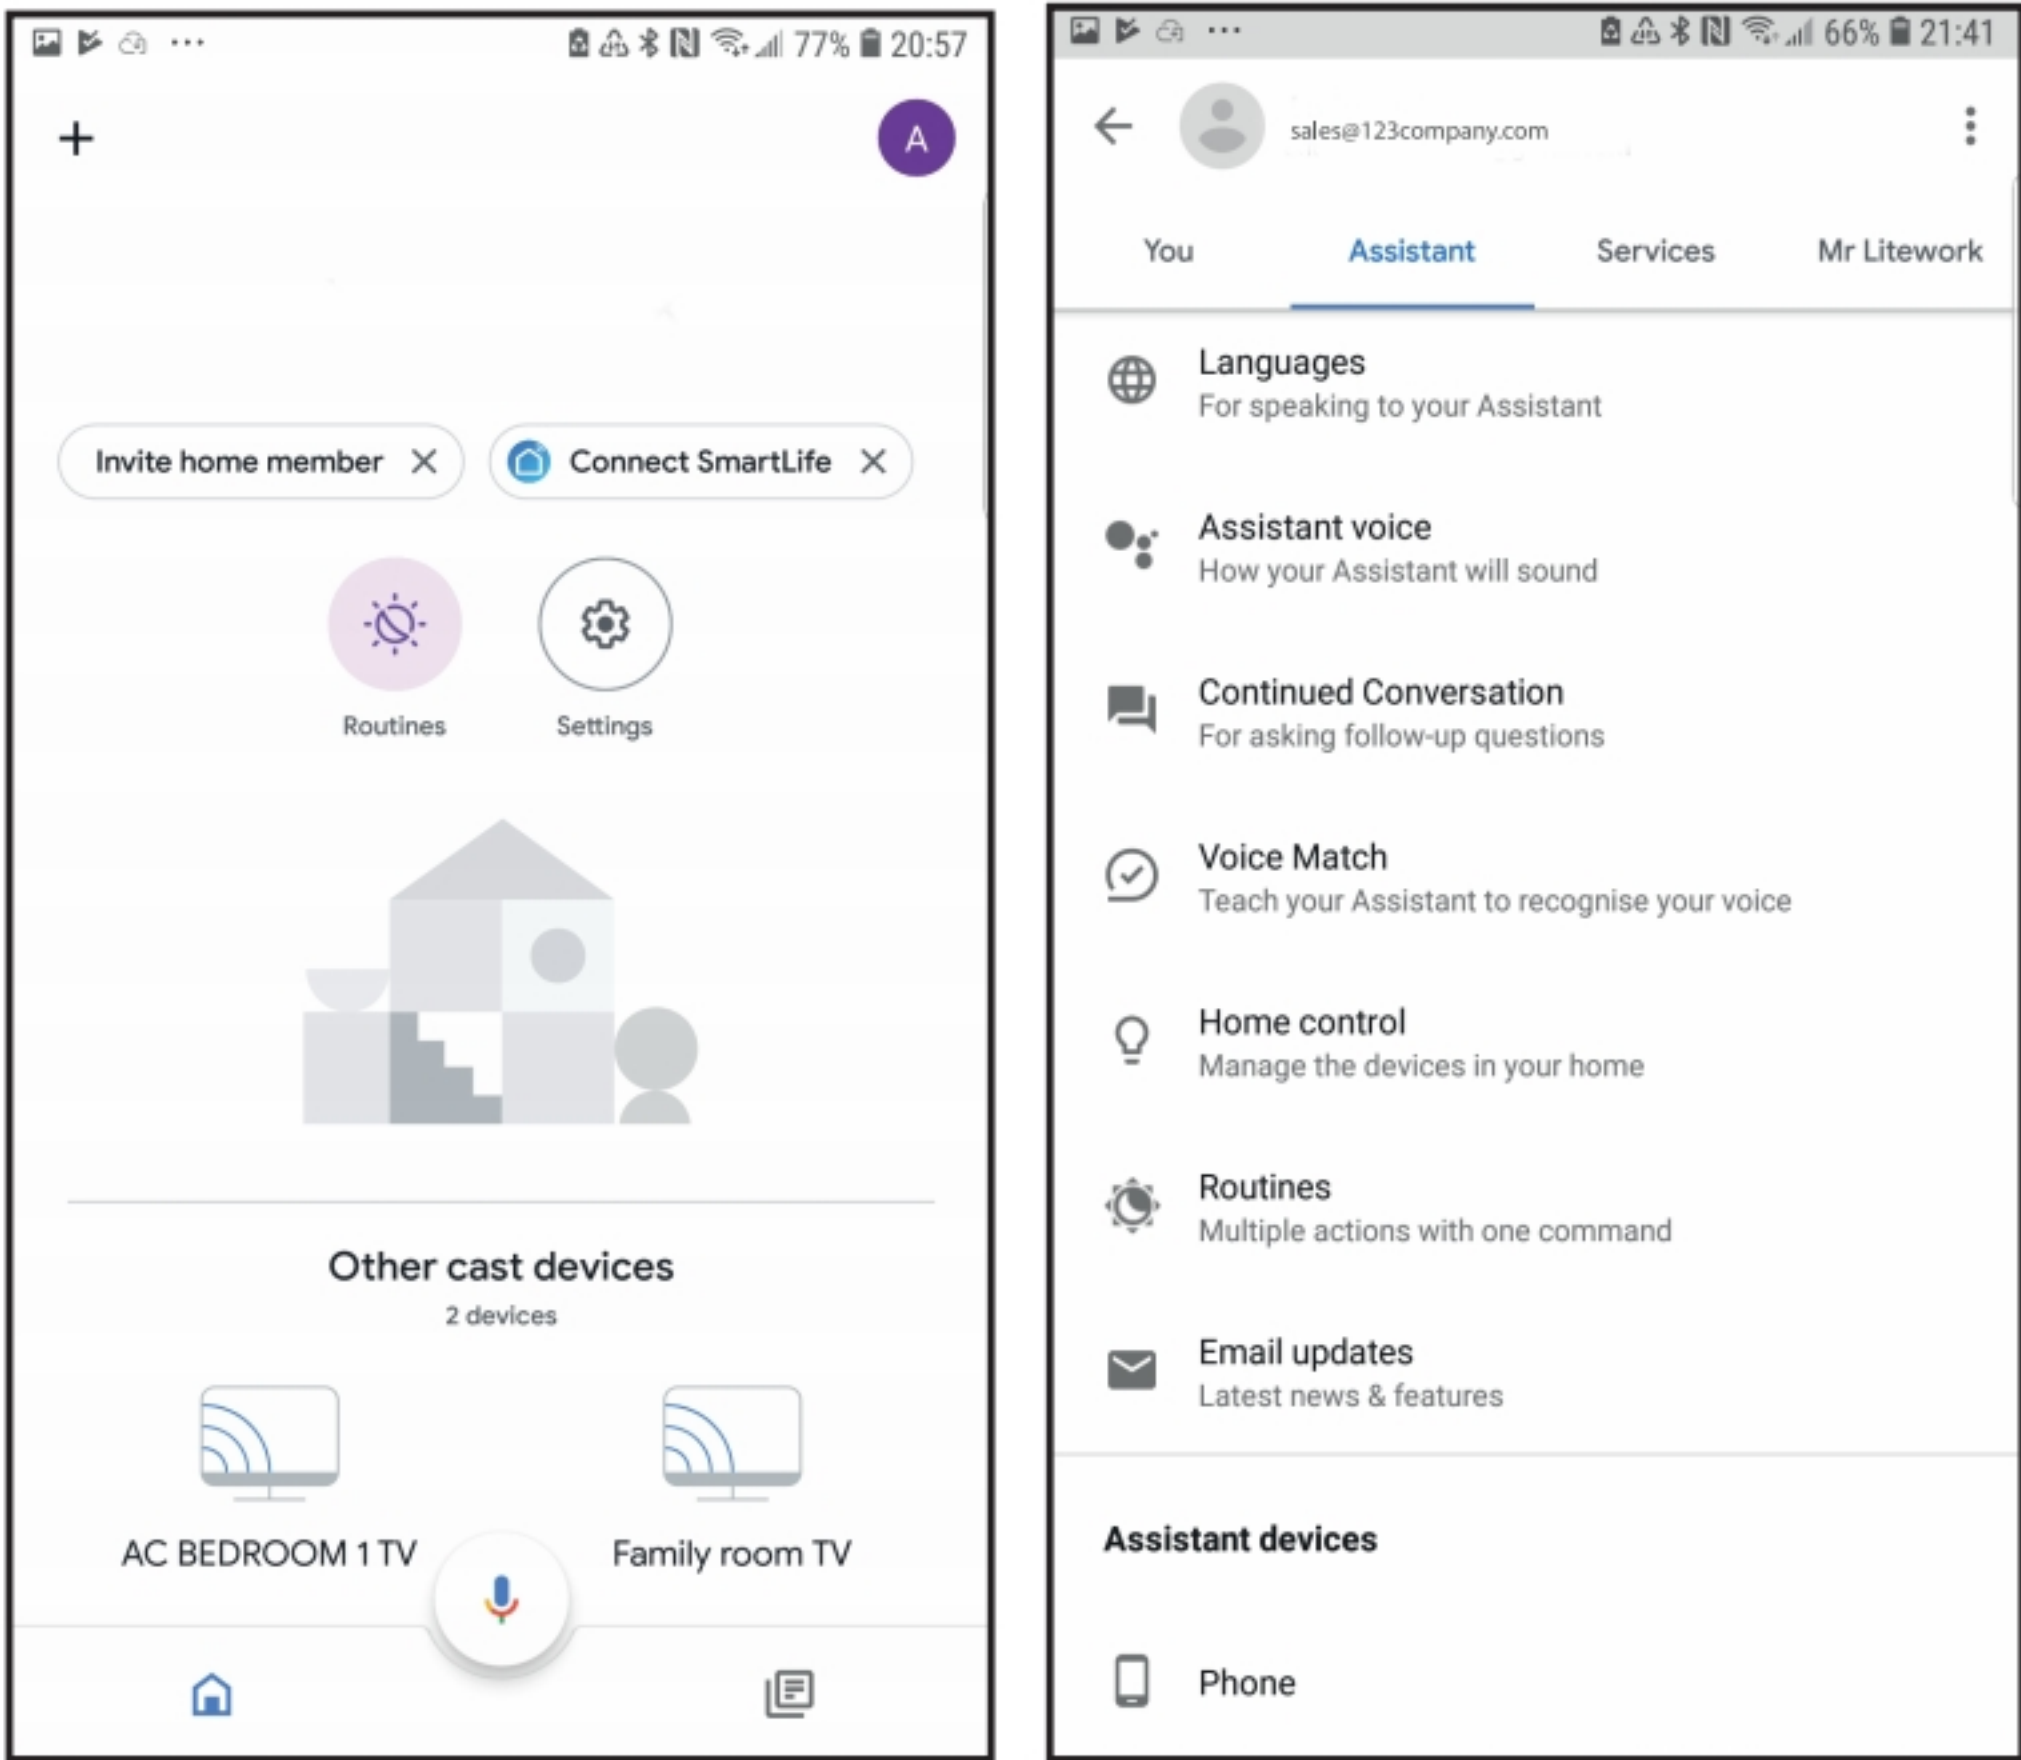 77% 20:57
A
Invite home member
Connect SmartLife
Routines
Settings
Other cast devices
2 devices
AC BEDROOM 1 TV
Family room TV
66% 21:41
sales@123company.com
You
Assistant
Services
Mr Litework
Languages
For speaking to your Assistant
Assistant voice
How your Assistant will sound
Continued Conversation
For asking follow-up questions
Voice Match
Teach your Assistant to recognise your voice
Home control
Manage the devices in your home
Routines
Multiple actions with one command
Email updates
Latest news & features
Assistant devices
Phone